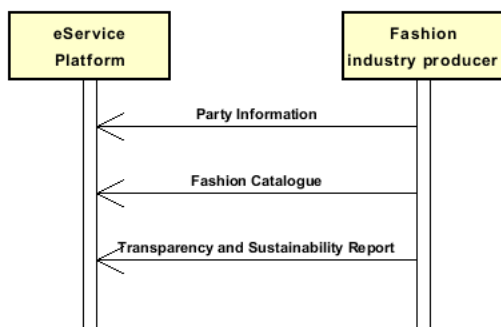 eService
Platform
Fashion
industry producer
Party Information
Fashion Catalogue
Transparency and Sustainability Report